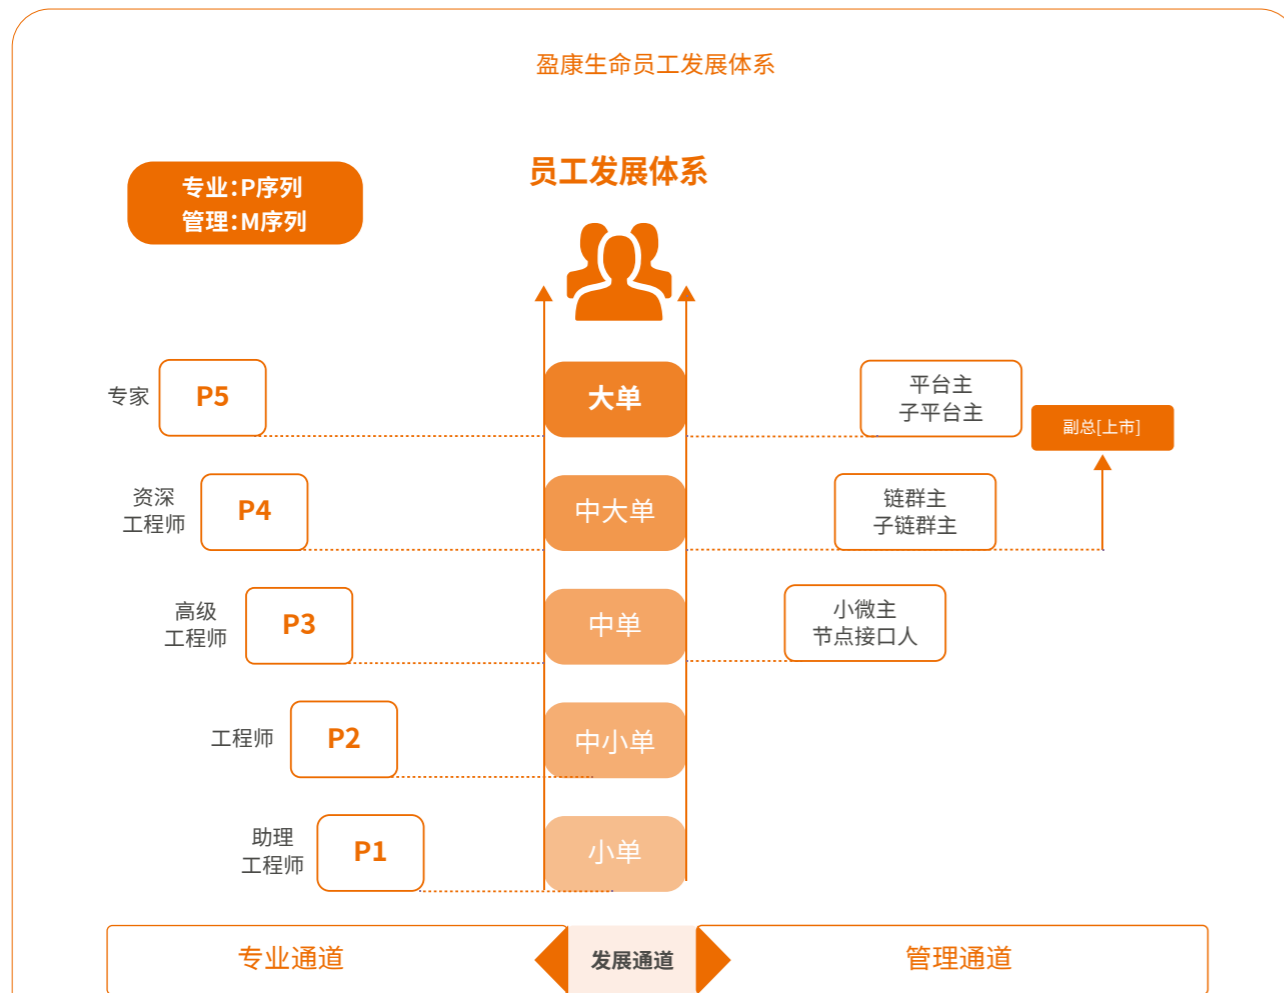 盈康生命员工发展体系
员工发展体系
专业:P序列
管理:M序列
专家
P5
大单
平台主
子平台主
副总[上市]
资深
工程师
P4
中大单
链群主
子链群主
高级
工程师
P3
中单
小微主
节点接口人
工程师
P2
中小单
助理
工程师
P1
小单
专业通道
发展通道
管理通道